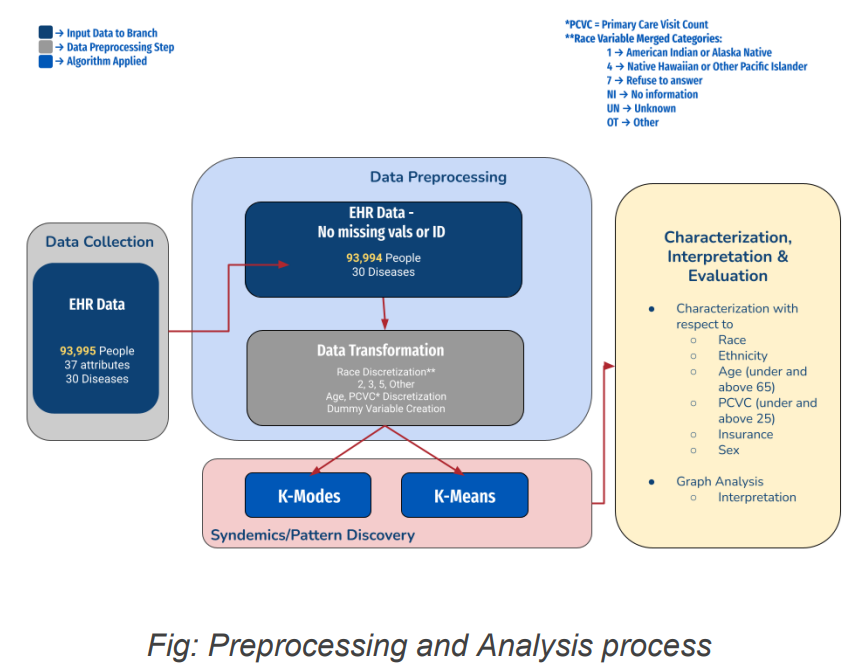 → Input Data to Branch
→ Data Preprocessing Step
→ Algorithm Applied
*PCVC = Primary Care Visit Count
**Race Variable Merged Categories:
1 → American Indian or Alaska Native
4 → Native Hawaiian or Other Pacific Islander
7 → Refuse to answer
NI → No information
UN → Unknown
OT → Other
Data Collection
EHR Data
93,995 People
37 attributes
30 Diseases
Data Preprocessing
EHR Data -
No missing vals or ID
93,994 People
30 Diseases
Data Transformation
Race Discretization**
2, 3, 5, Other
Age, PCVC* Discretization
Dummy Variable Creation
K-Modes
K-Means
Syndemics/Pattern Discovery
Characterization,
Interpretation &
Evaluation
● Characterization with
respect to
○ Race
○ Ethnicity
○ Age (under and
above 65)
○ PCVC (under and
above 25)
○ Insurance
○ Sex
● Graph Analysis
○ Interpretation
Fig: Preprocessing and Analysis process